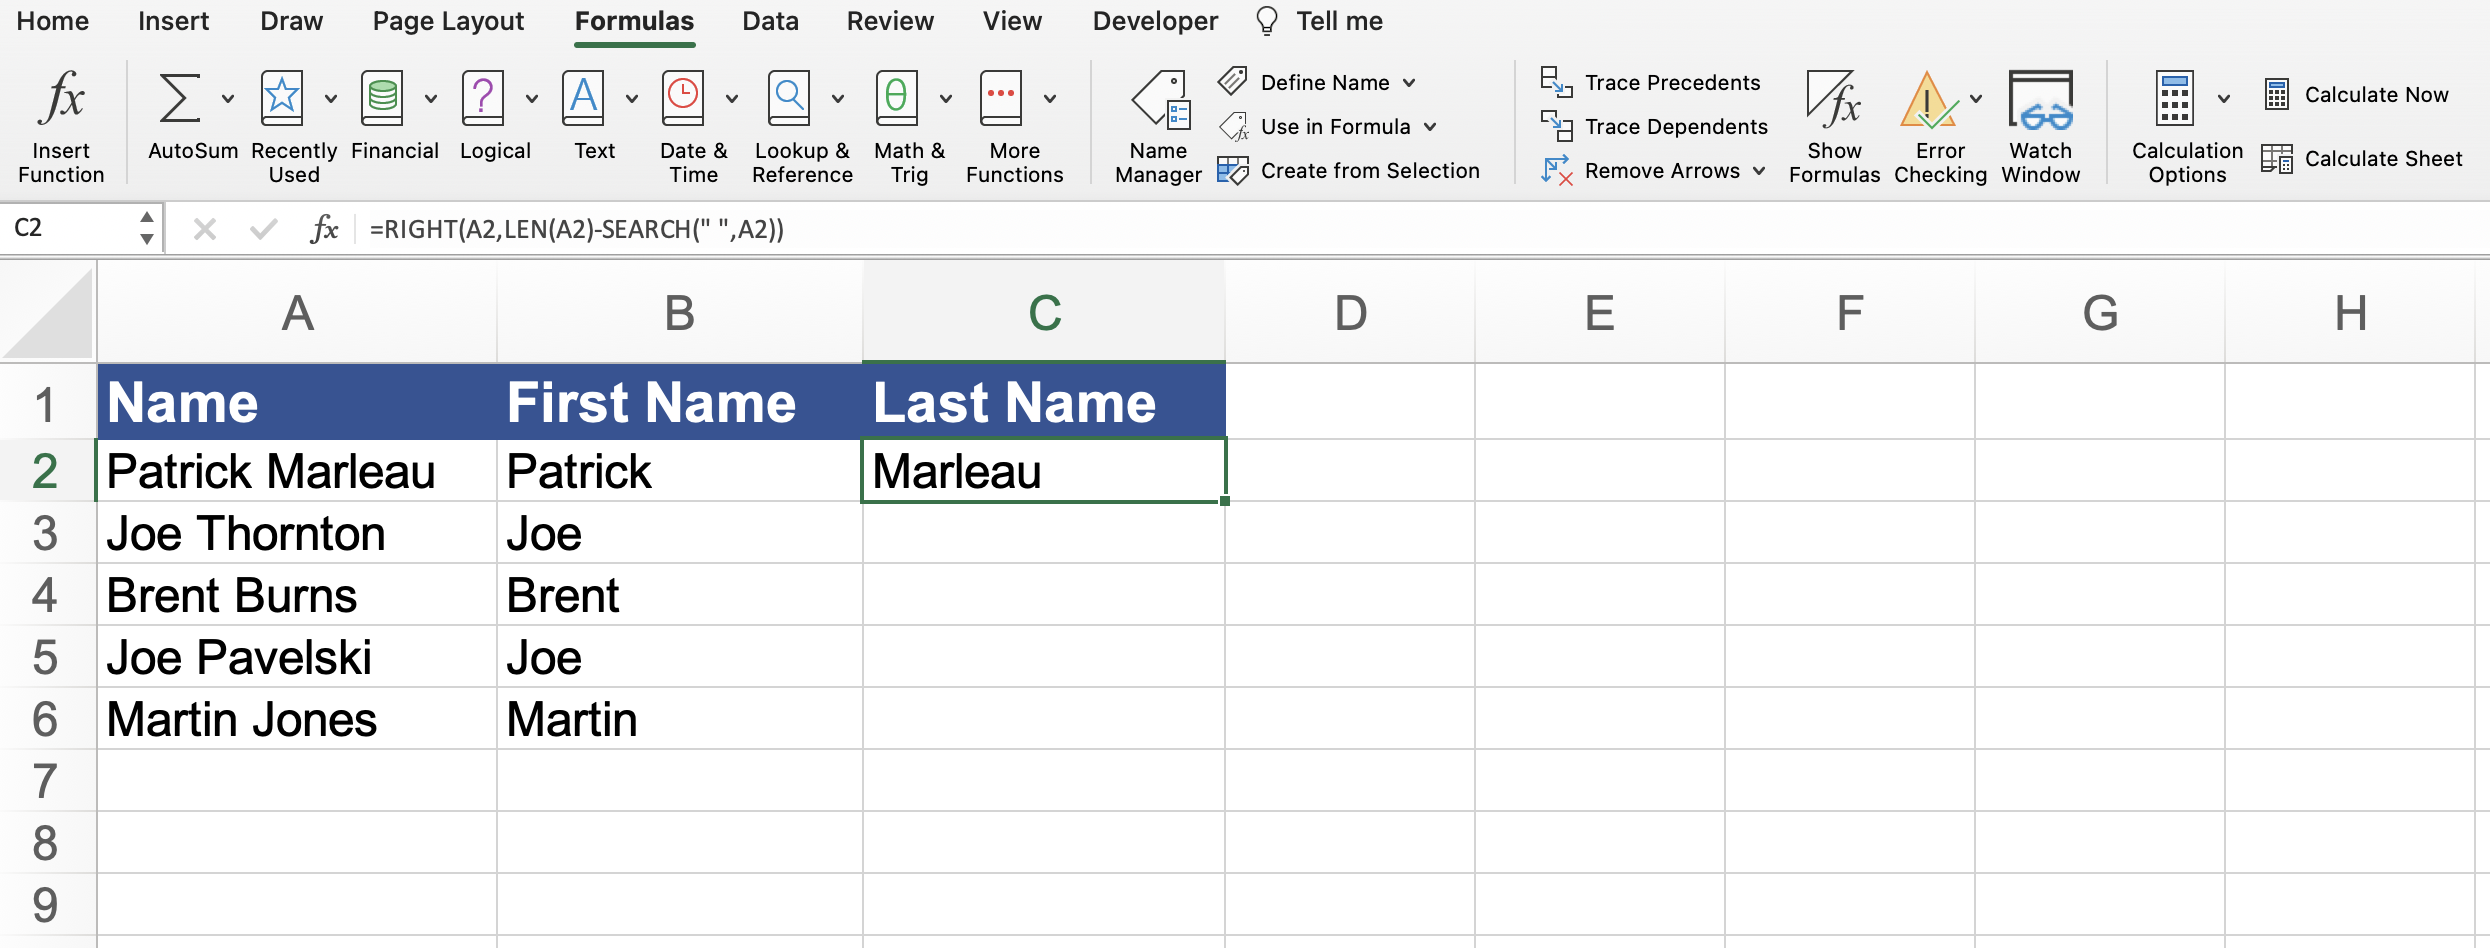 Home Insert Draw Page Layout Formulas Data Review View Developer Tell me
fx Insert Function
AutoSum
Recently Used
Financial
? Logical
A Text
Date & Time
Lookup & Reference
θ Math & Trig
More Functions
Name Manager
Define Name
fx Use in Formula
Create from Selection
Trace Precedents
Trace Dependents
Remove Arrows
fx Show Formulas
! Error Checking
Watch Window
Calculation Options
Calculate Now
Calculate Sheet
C2 fx =RIGHT(A2,LEN(A2)-SEARCH(" ",A2))
A B C D E F G H
1 Name First Name Last Name
2 Patrick Marleau Patrick Marleau
3 Joe Thornton Joe
4 Brent Burns Brent
5 Joe Pavelski Joe
6 Martin Jones Martin
7
8
9